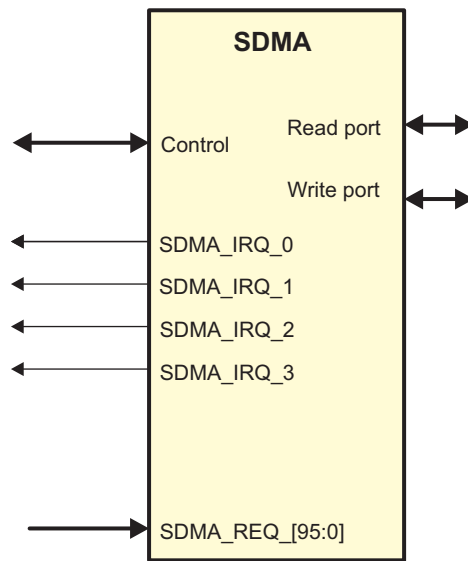 SDMA
Read port
Control
Write port
SDMA_IRQ_0
SDMA_IRQ_1
SDMA_IRQ_2
SDMA_IRQ_3
SDMA_REQ_[95:0]